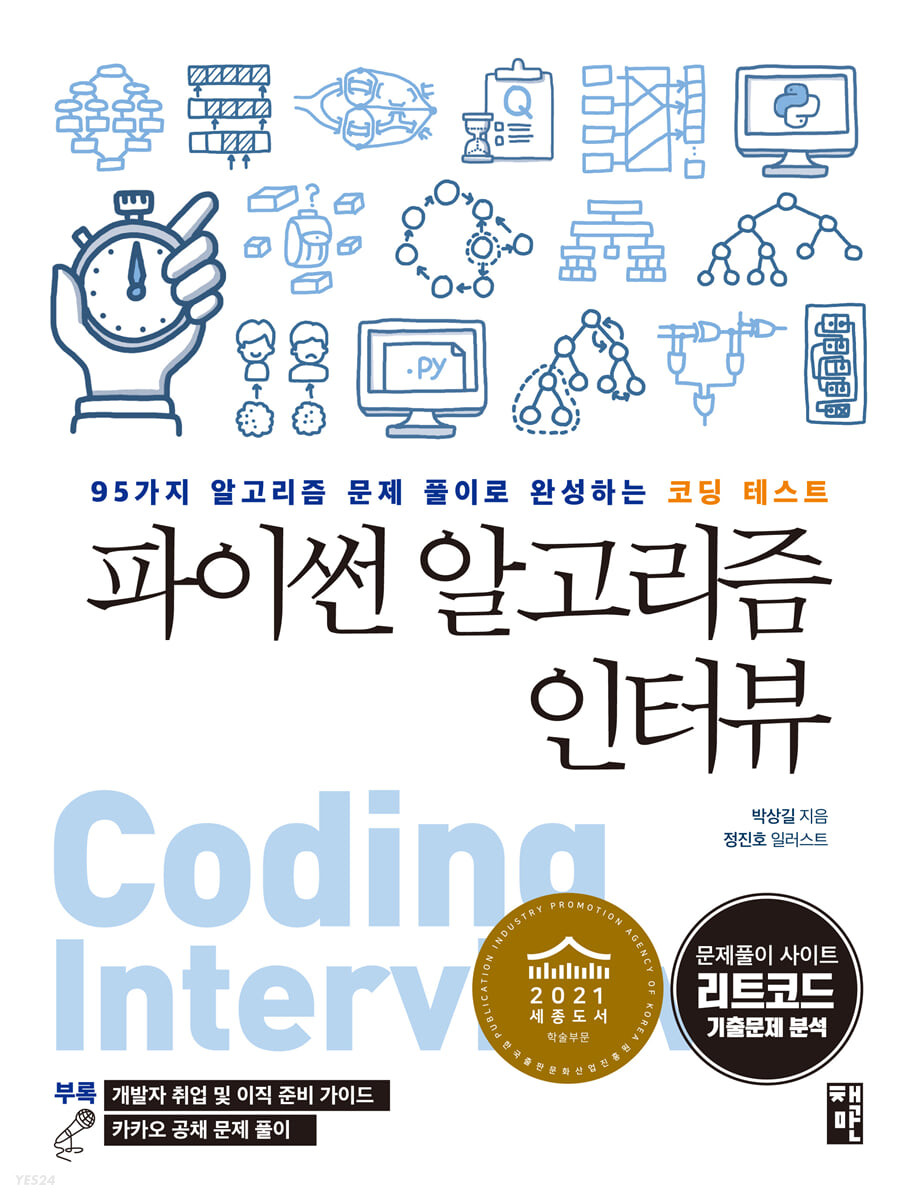 Q
.PY
95가지 알고리즘 문제 풀이로 완성하는 코딩 테스트
파이썬 알고리즘
인터뷰
박상길 지음
정진호 일러스트
Coding
Interview
PUBLICATION INDUSTRY PROMOTION AGENCY OF KOREA
2021
세종도서
학술부문
한국출판문화산업진흥원
문제풀이 사이트
리트코드
기출문제 분석
부록
개발자 취업 및 이직 준비 가이드
카카오 공채 문제 풀이
책만
YES24